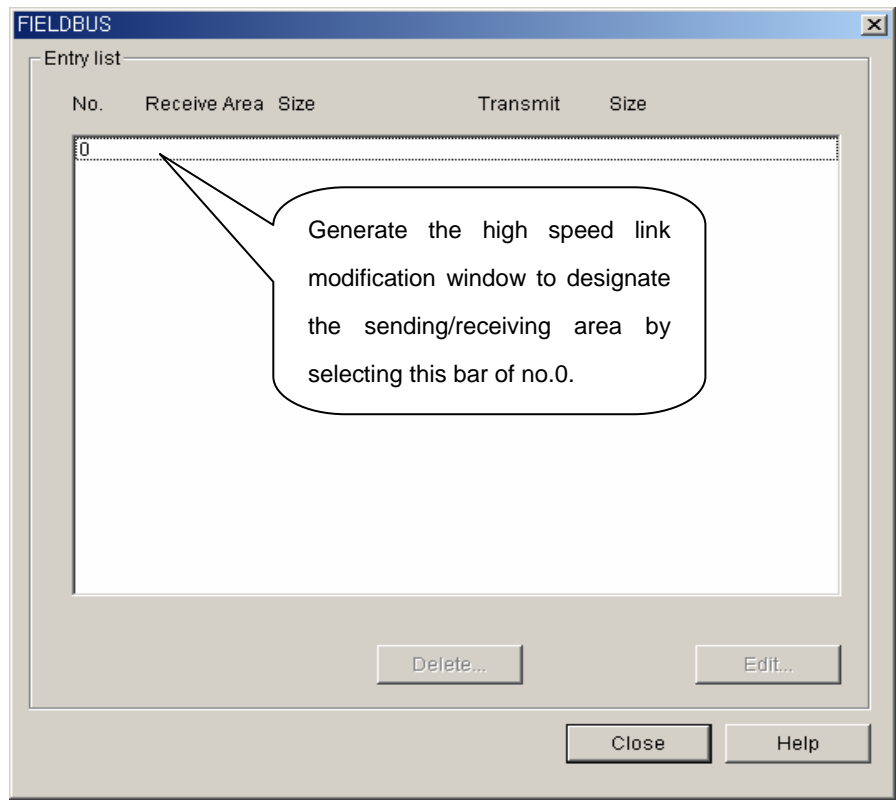 FIELDBUS
Entry list
No. Receive Area Size Transmit Size
0
Generate the high speed link
modification window to designate
the sending/receiving area by
selecting this bar of no.0.
Delete... Edit...
Close Help